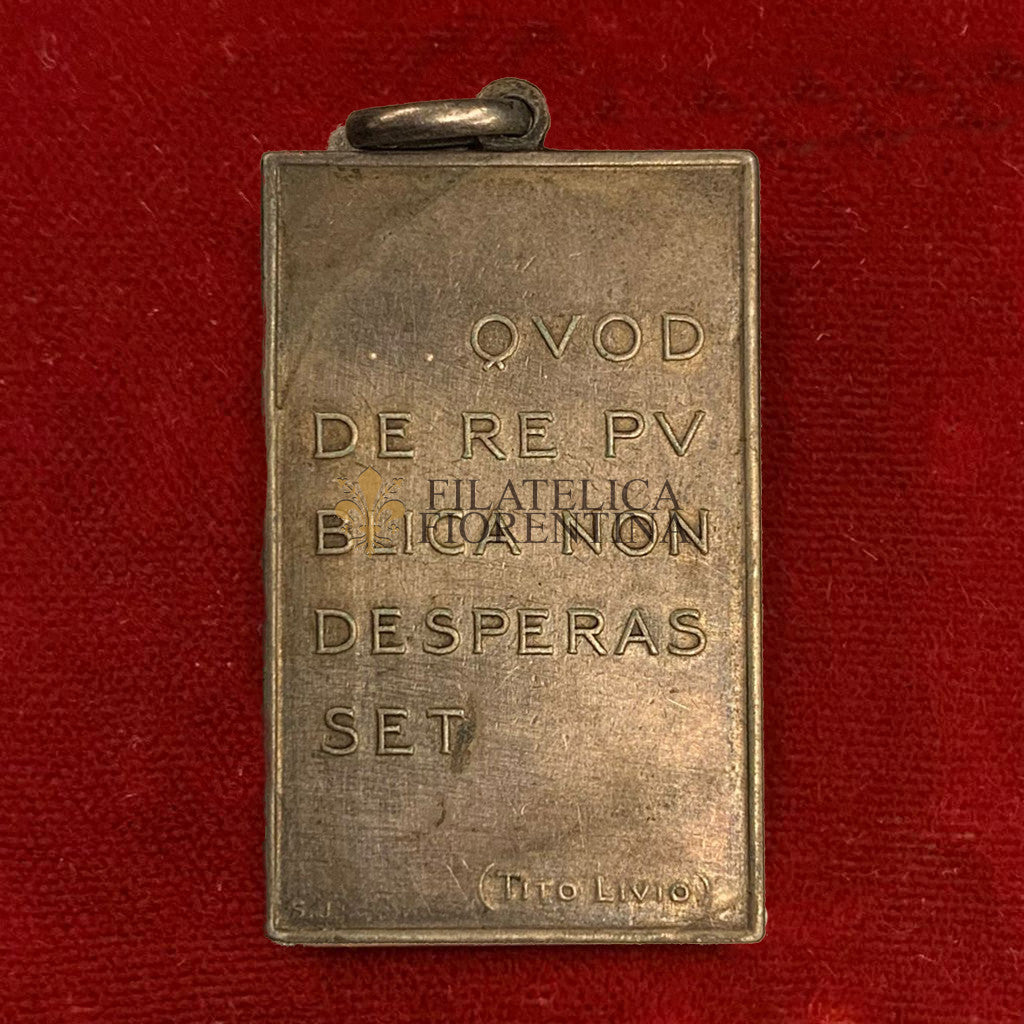 . . QVOD
DE RE PV
BLICA NON
DESPERAS
SET
(TITO LIVIO)
S.J
FILATELICA
FIORENTINA